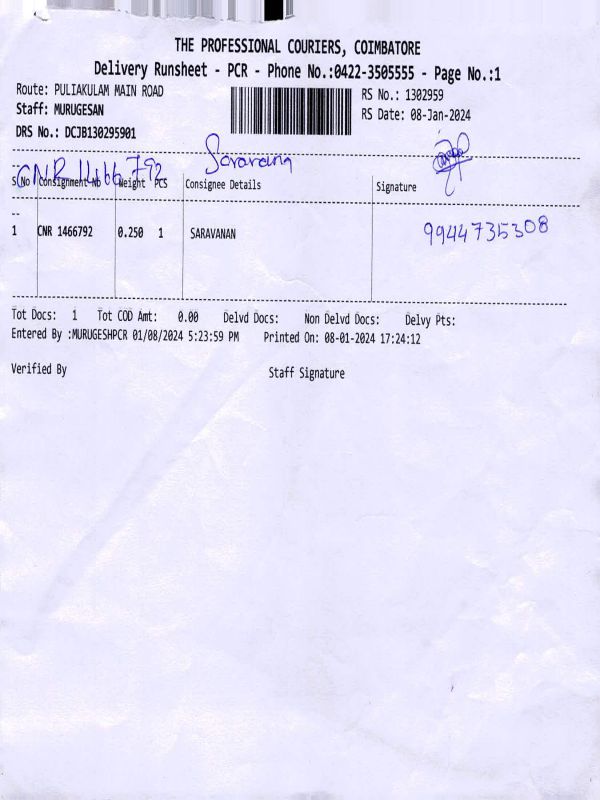 THE PROFESSIONAL COURIERS, COIMBATORE
Delivery Runsheet - PCR - Phone No.:0422-3505555 - Page No.:1
Route: PULIAKULAM MAIN ROAD
RS No.: 1302959
Staff: MURUGESAN
RS Date: 08-Jan-2024
DRS No.: DCJB130295901
Saravana
CNR 1466792
S.No Consignment No Weight PCS Consignee Details Signature
--
1 CNR 1466792 0.250 1 SARAVANAN 9944735308
Tot Docs: 1 Tot COD Amt: 0.00 Delvd Docs: Non Delvd Docs: Delvy Pts:
Entered By :MURUGESHPCR 01/08/2024 5:23:59 PM Printed On: 08-01-2024 17:24:12
Verified By Staff Signature